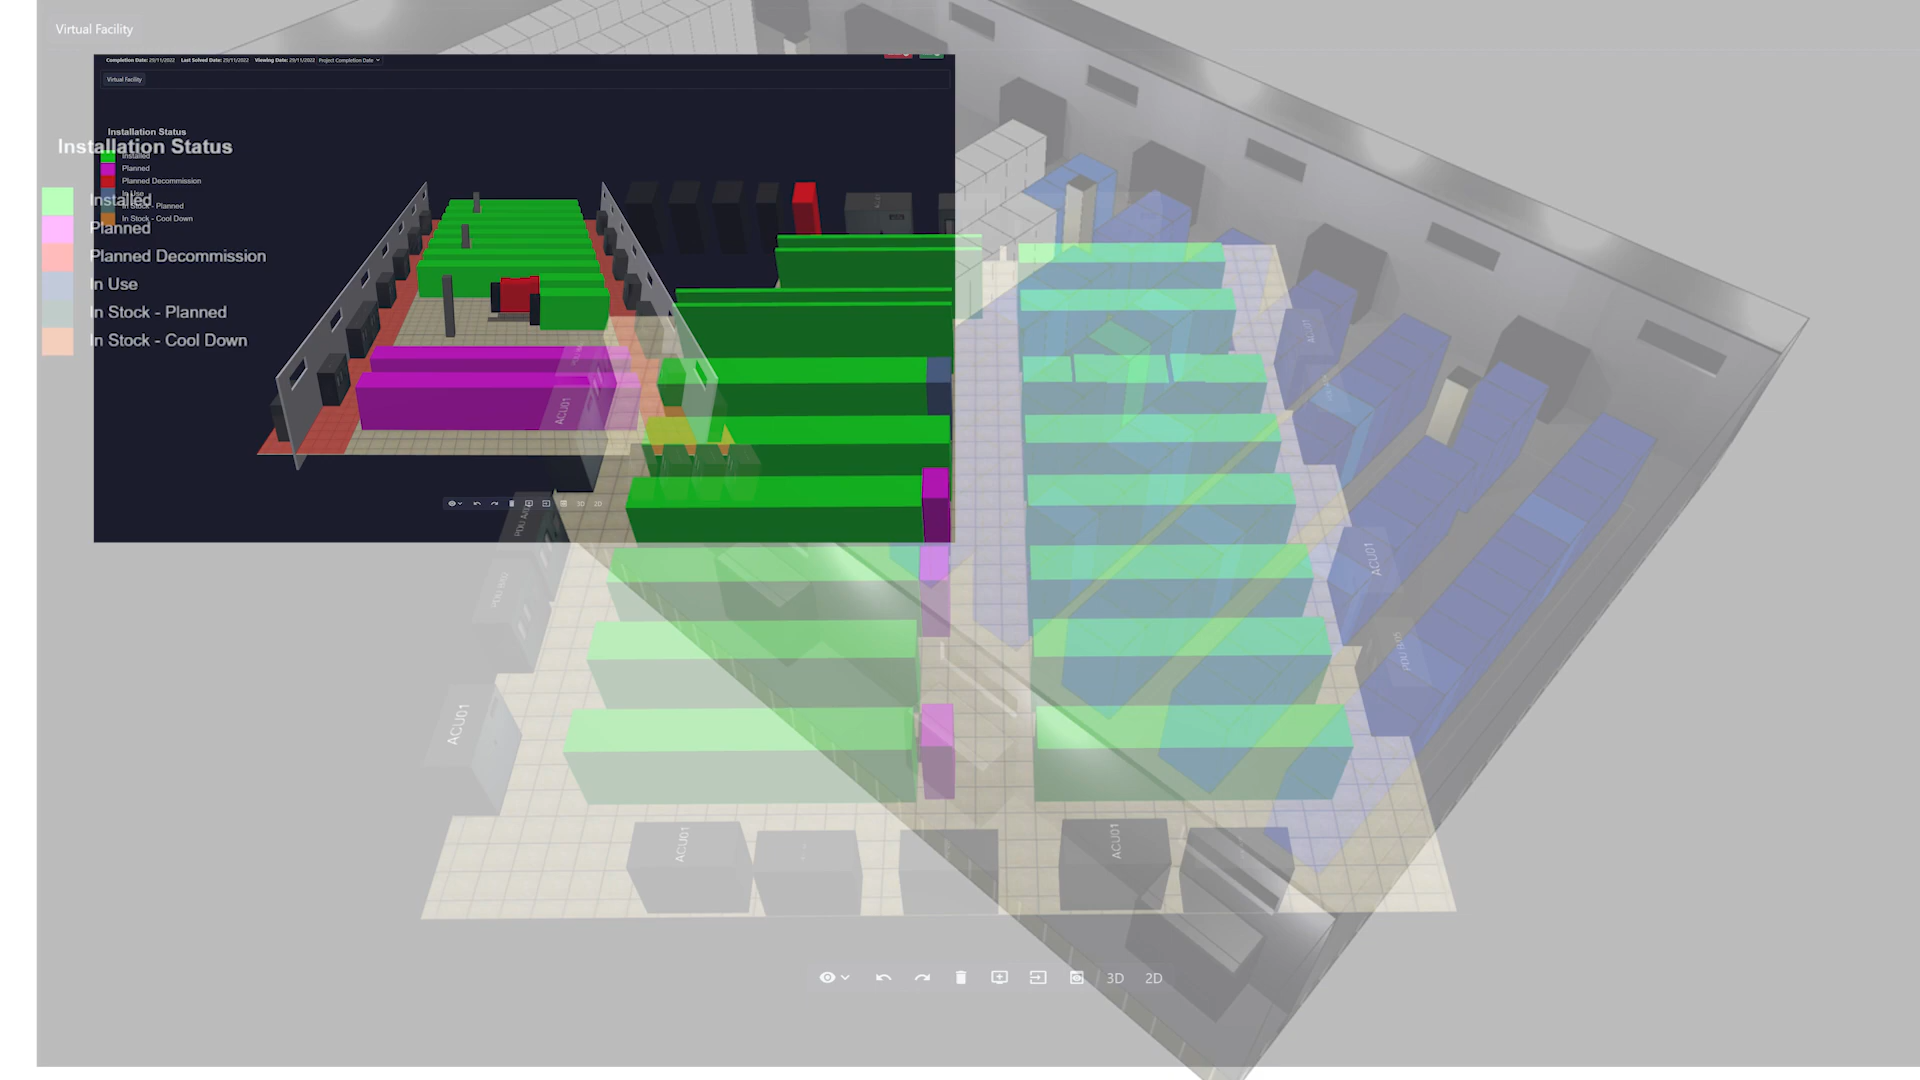 Virtual Facility
Completion Date: 29/11/2022 Last Solved Date: 29/11/2022 Viewing Date: 29/11/2022 Project Completion Date
Virtual Facility
Installation Status
Installed
Planned
Planned Decommission
In Use
In Stock - Planned
In Stock - Cool Down
Installation Status
Installed
Planned
Planned Decommission
In Use
In Stock - Planned
In Stock - Cool Down
ACU01
ACU01
ACU01
ACU01
ACU01
ACU01
3D 2D
3D 2D